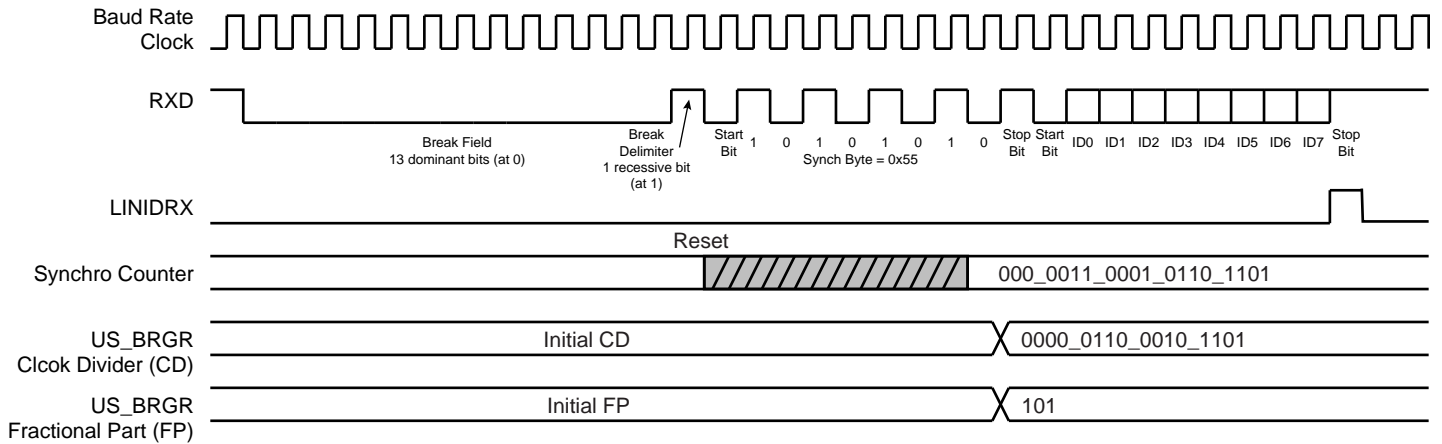 Baud Rate
Clock
RXD
Break Field
13 dominant bits (at 0)
Break
Delimiter
1 recessive bit
(at 1)
Start
Bit
1 0 1 0 1 0 1 0
Synch Byte = 0x55
Stop
Bit
Start
Bit
ID0 ID1 ID2 ID3 ID4 ID5 ID6 ID7
Stop
Bit
LINIDRX
Reset
Synchro Counter
000_0011_0001_0110_1101
US_BRGR
Clcok Divider (CD)
Initial CD
0000_0110_0010_1101
US_BRGR
Fractional Part (FP)
Initial FP
101